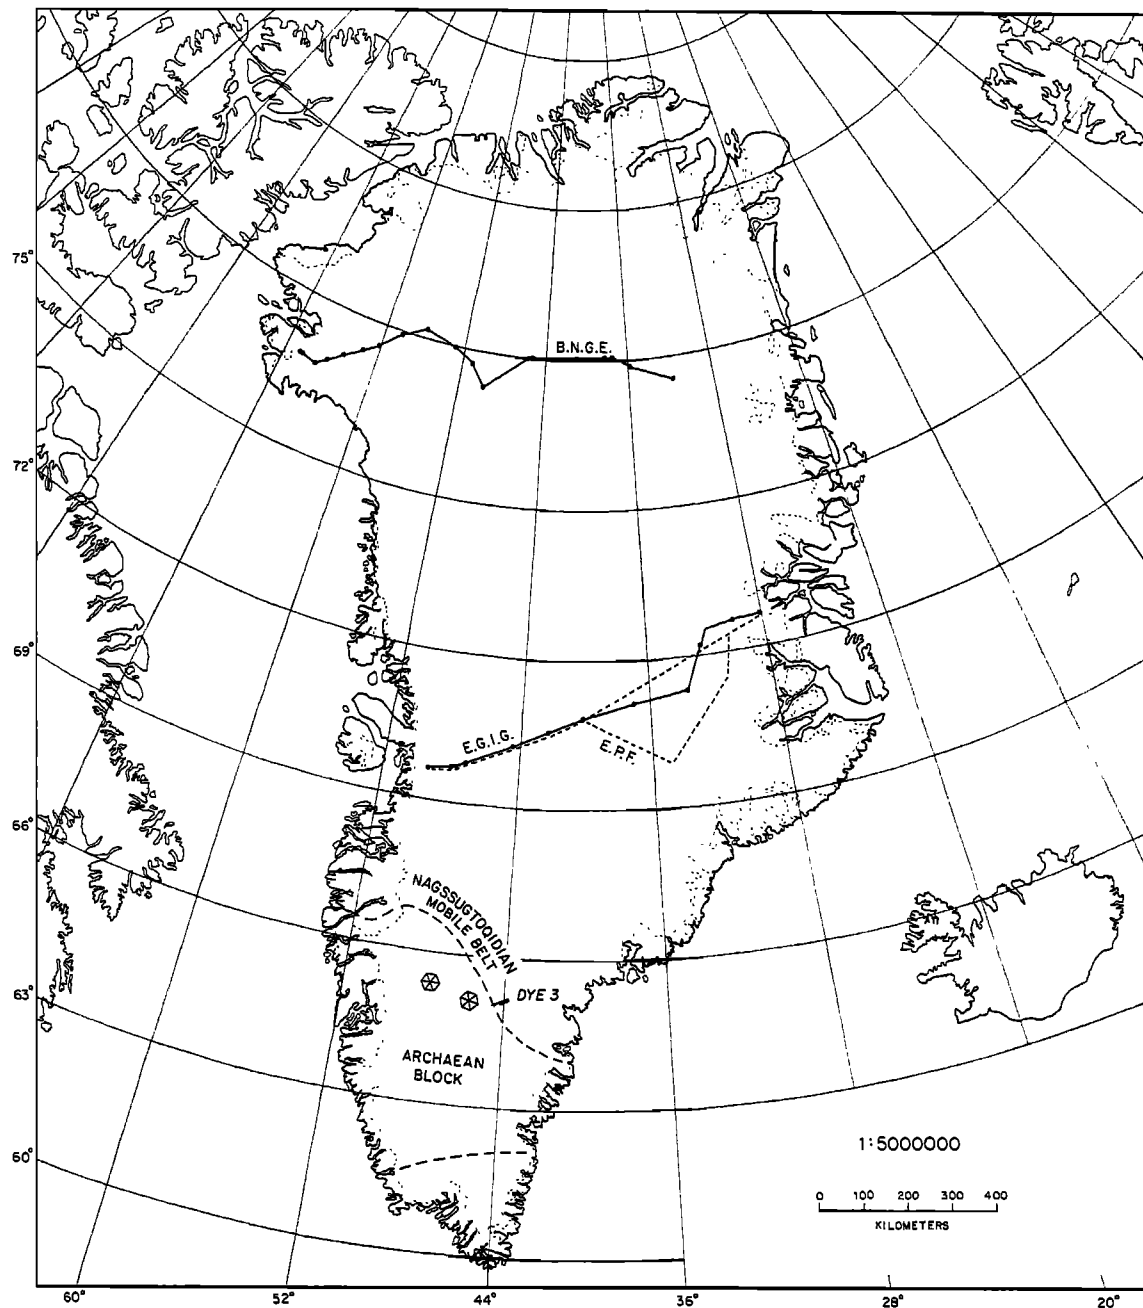 75°
B.N.G.E.
72°
69°
E.G.I.G.
E.P.F.
66°
NAGSSUGTOQIDIAN
MOBILE BELT
63°
DYE 3
ARCHAEAN
BLOCK
60°
1:5000000
0 100 200 300 400
KILOMETERS
60° 52° 44° 36° 28° 20°